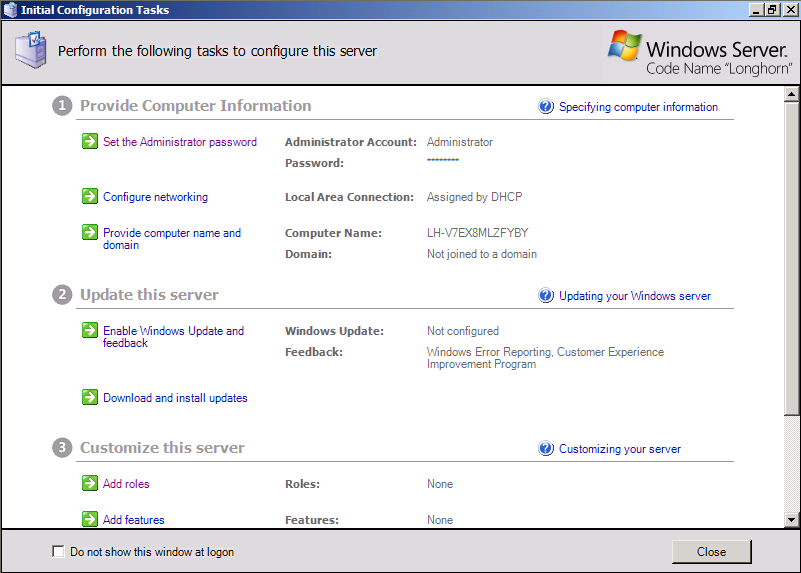 Initial Configuration Tasks
Perform the following tasks to configure this server
Windows Server.
Code Name "Longhorn"
1 Provide Computer Information
Specifying computer information
Set the Administrator password
Administrator Account: Administrator
Password: ********
Configure networking
Local Area Connection: Assigned by DHCP
Provide computer name and
domain
Computer Name: LH-V7EX8MLZFYBY
Domain: Not joined to a domain
2 Update this server
Updating your Windows server
Enable Windows Update and
feedback
Windows Update: Not configured
Feedback: Windows Error Reporting, Customer Experience
Improvement Program
Download and install updates
3 Customize this server
Customizing your server
Add roles
Roles: None
Add features
Features: None
Do not show this window at logon
Close